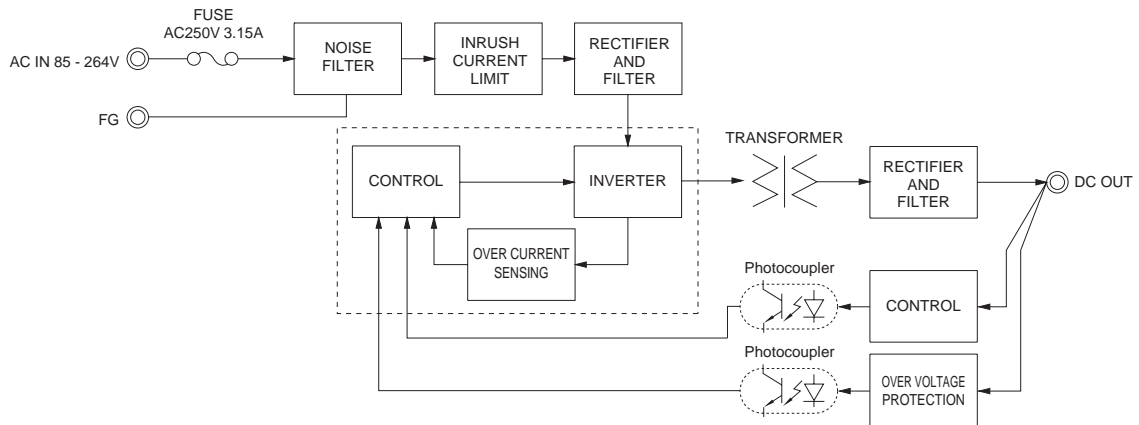 FUSE
AC250V 3.15A
AC IN 85 - 264V
NOISE
FILTER
INRUSH
CURRENT
LIMIT
RECTIFIER
AND
FILTER
FG
CONTROL
INVERTER
OVER CURRENT
SENSING
TRANSFORMER
RECTIFIER
AND
FILTER
DC OUT
Photocoupler
CONTROL
Photocoupler
OVER VOLTAGE
PROTECTION